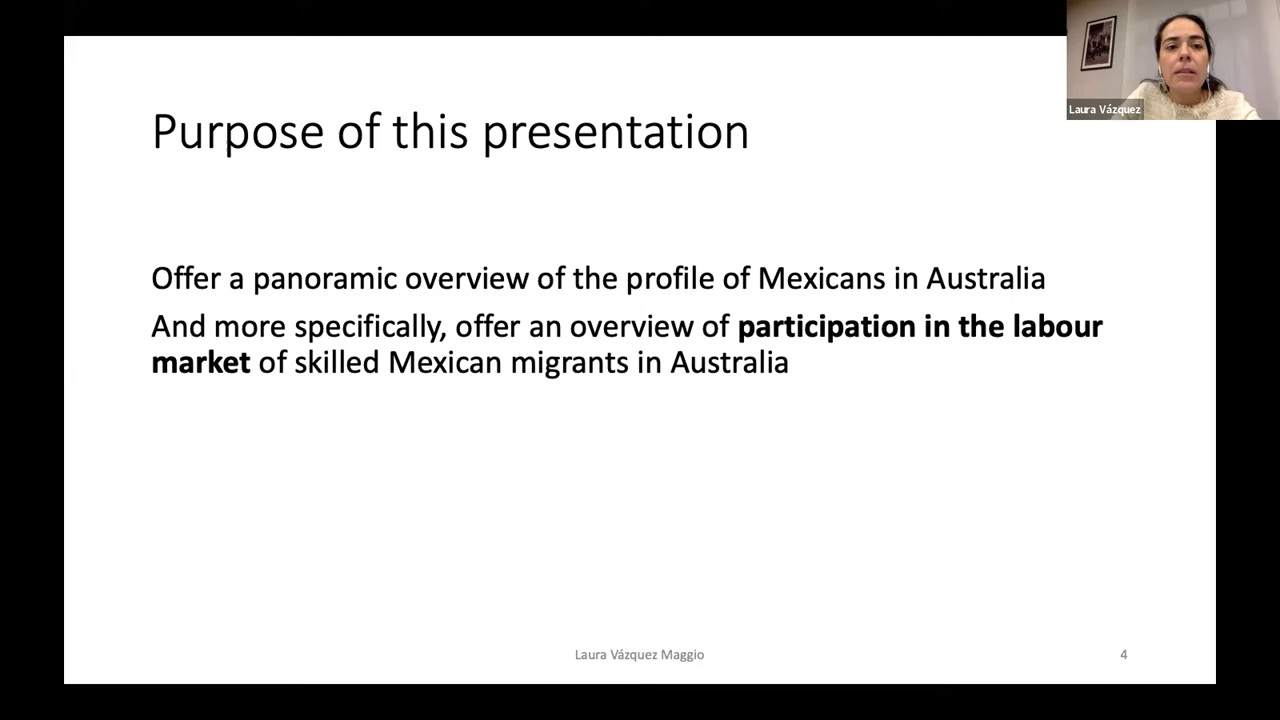 Laura Vázquez
Purpose of this presentation
Offer a panoramic overview of the profile of Mexicans in Australia
And more specifically, offer an overview of participation in the labour
market of skilled Mexican migrants in Australia
Laura Vázquez Maggio
4